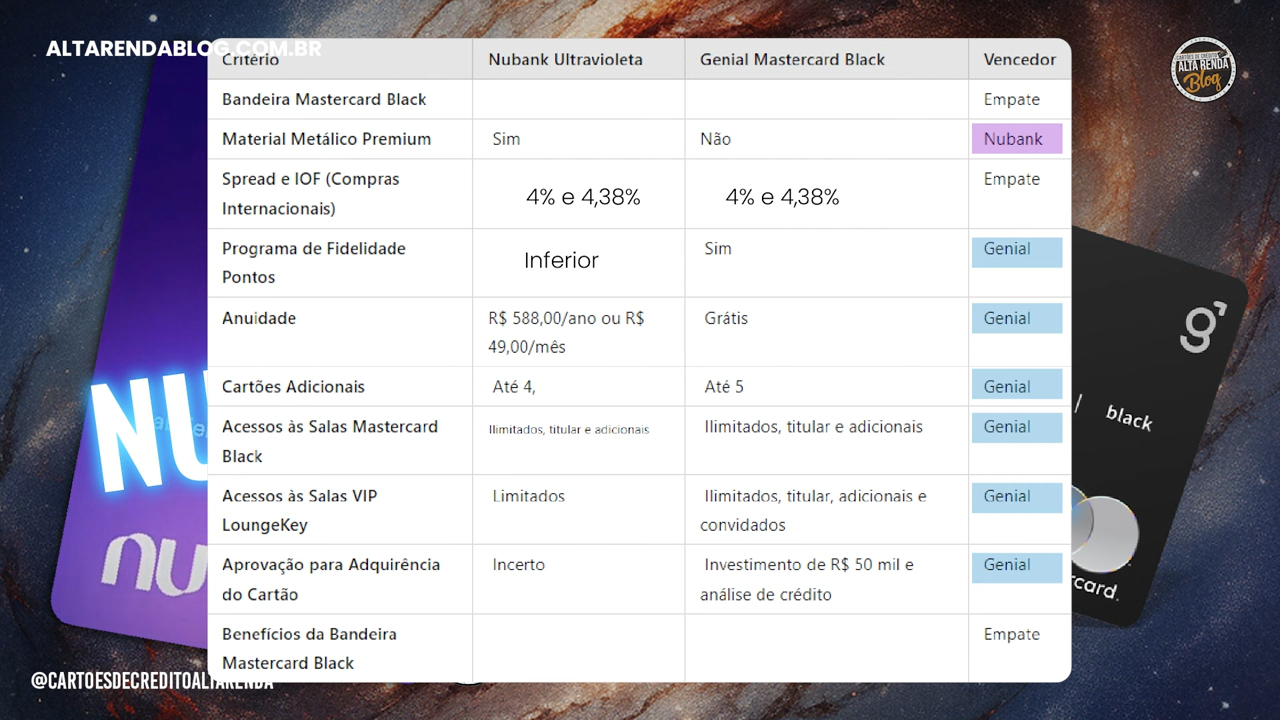 ALTARENDABLOG.COM.BR
CARTÕES DE CRÉDITO
ALTA RENDA
Blog
Critério Nubank Ultravioleta Genial Mastercard Black Vencedor
Bandeira Mastercard Black Empate
Material Metálico Premium Sim Não Nubank
Spread e IOF (Compras Internacionais) 4% e 4,38% 4% e 4,38% Empate
Programa de Fidelidade Pontos Inferior Sim Genial
Anuidade R$ 588,00/ano ou R$ 49,00/mês Grátis Genial
Cartões Adicionais Até 4, Até 5 Genial
Acessos às Salas Mastercard Black Ilimitados, titular e adicionais Ilimitados, titular e adicionais Genial
Acessos às Salas VIP LoungeKey Limitados Ilimitados, titular, adicionais e convidados Genial
Aprovação para Adquirência do Cartão Incerto Investimento de R$ 50 mil e análise de crédito Genial
Benefícios da Bandeira Mastercard Black Empate
NU
nu
g
| black
card.
@CARTOESDECREDITOALTARENDA